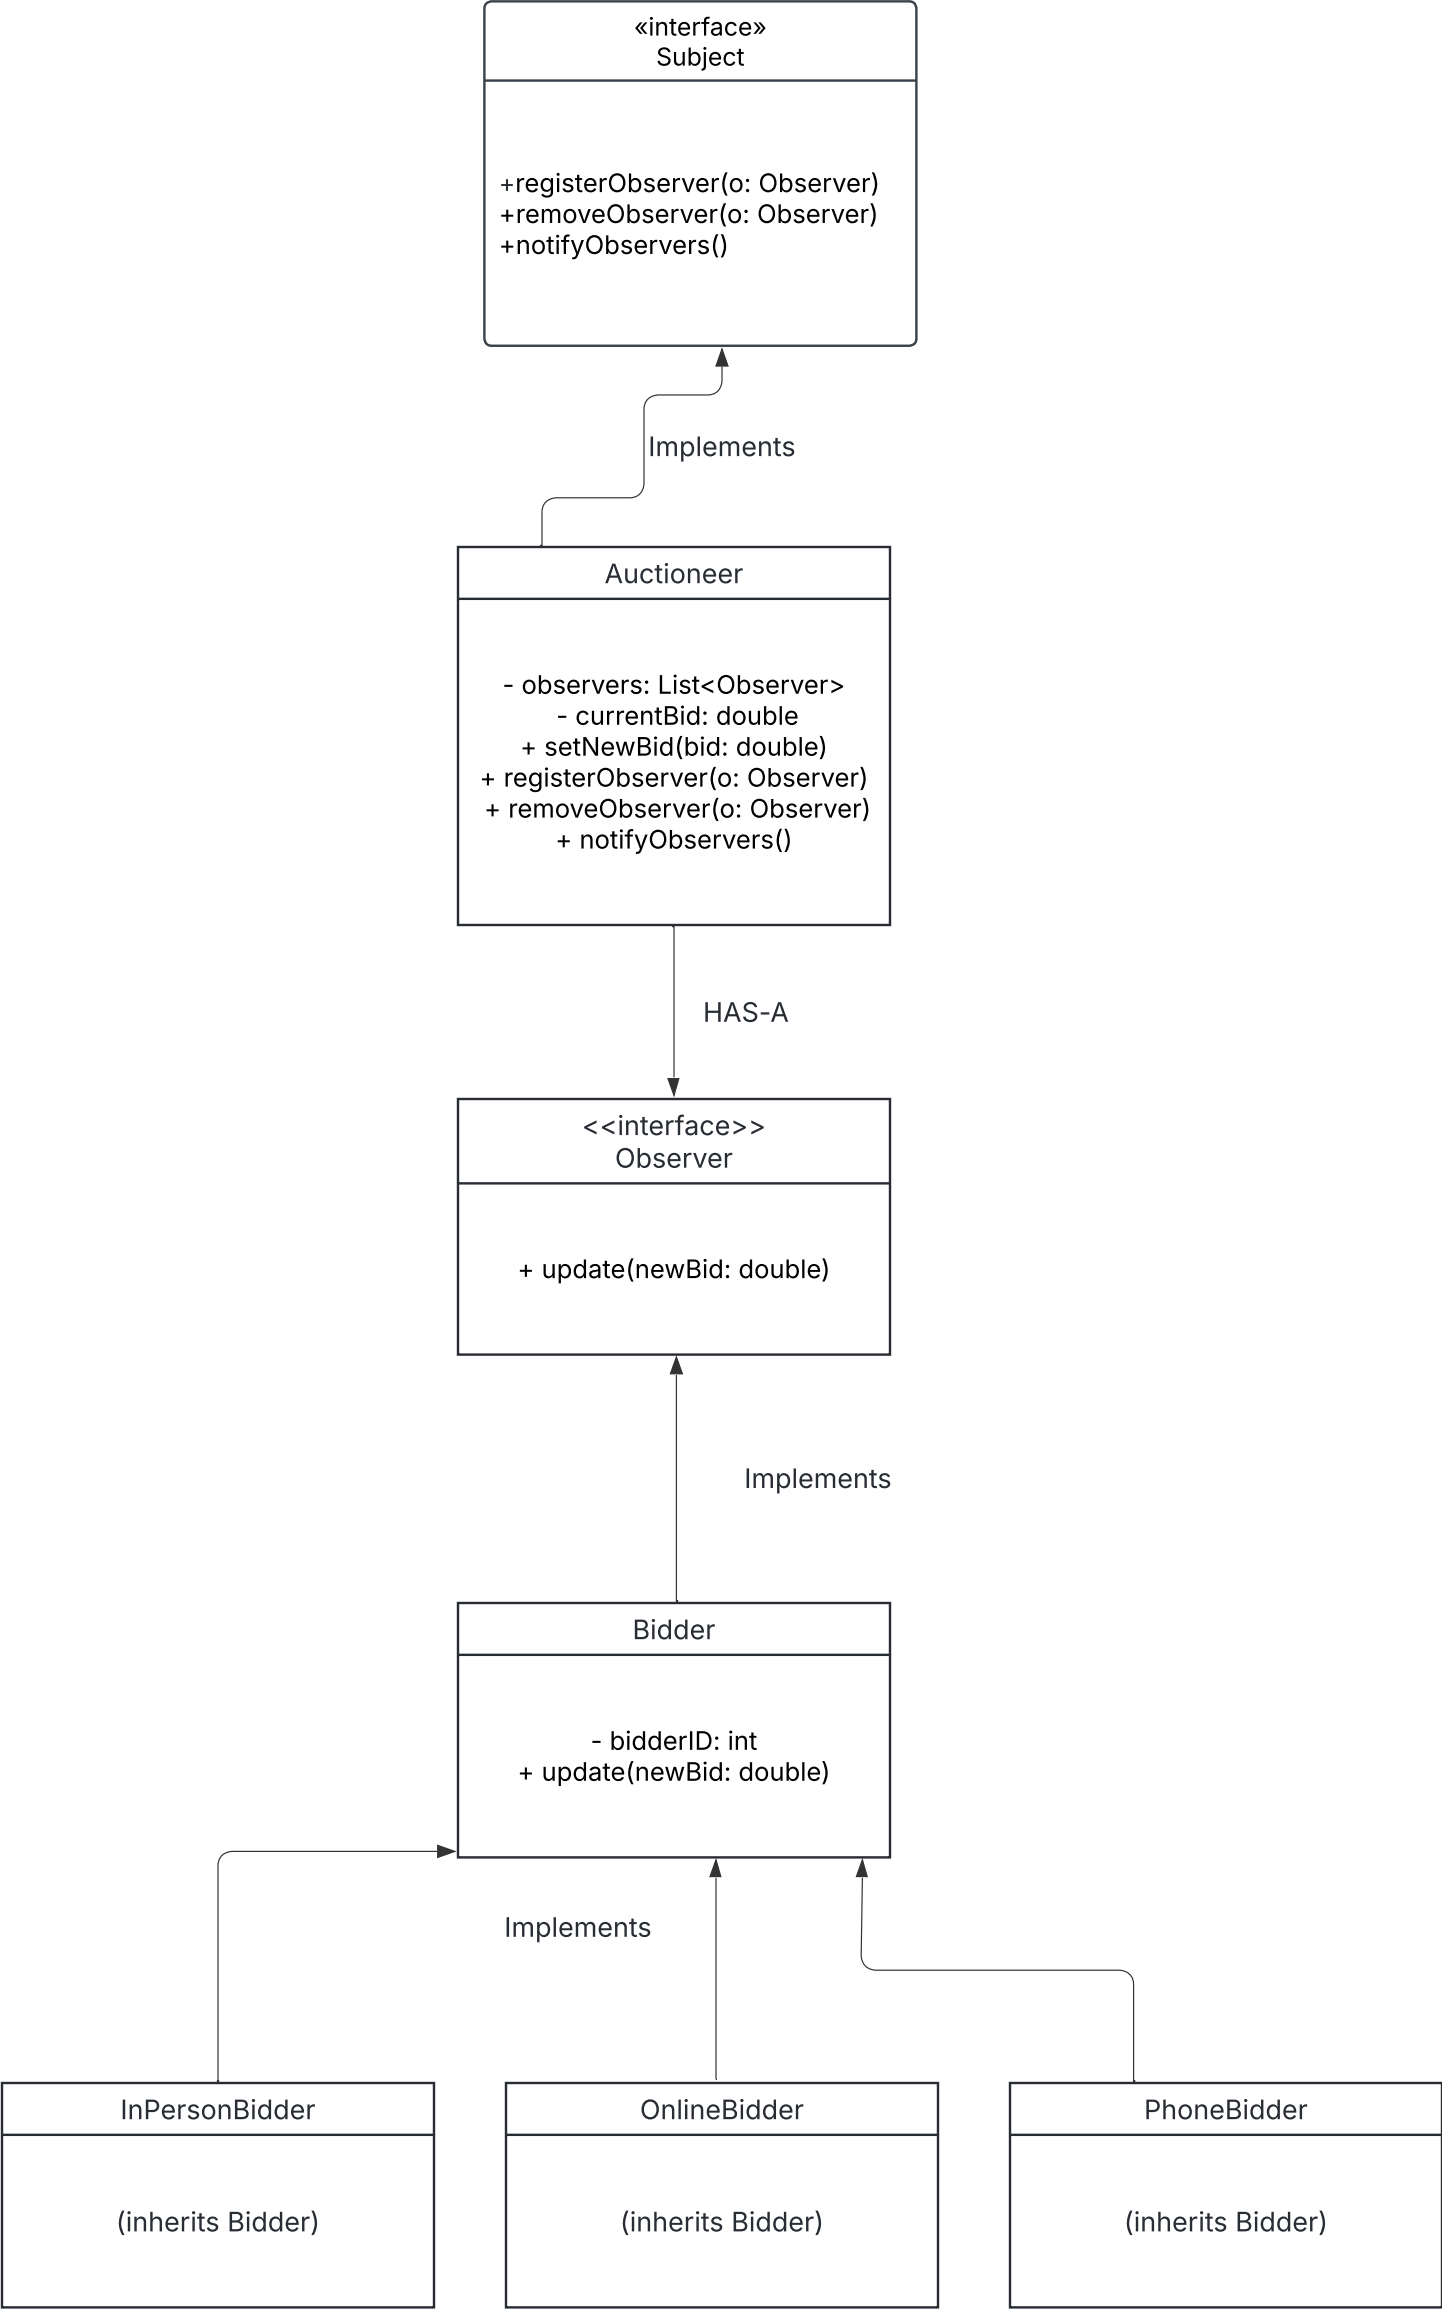 «interface»
Subject
+registerObserver(o: Observer)
+removeObserver(o: Observer)
+notifyObservers()
Implements
Auctioneer
- observers: List<Observer>
- currentBid: double
+ setNewBid(bid: double)
+ registerObserver(o: Observer)
+ removeObserver(o: Observer)
+ notifyObservers()
HAS-A
<<interface>>
Observer
+ update(newBid: double)
Implements
Bidder
- bidderID: int
+ update(newBid: double)
Implements
InPersonBidder
(inherits Bidder)
OnlineBidder
(inherits Bidder)
PhoneBidder
(inherits Bidder)